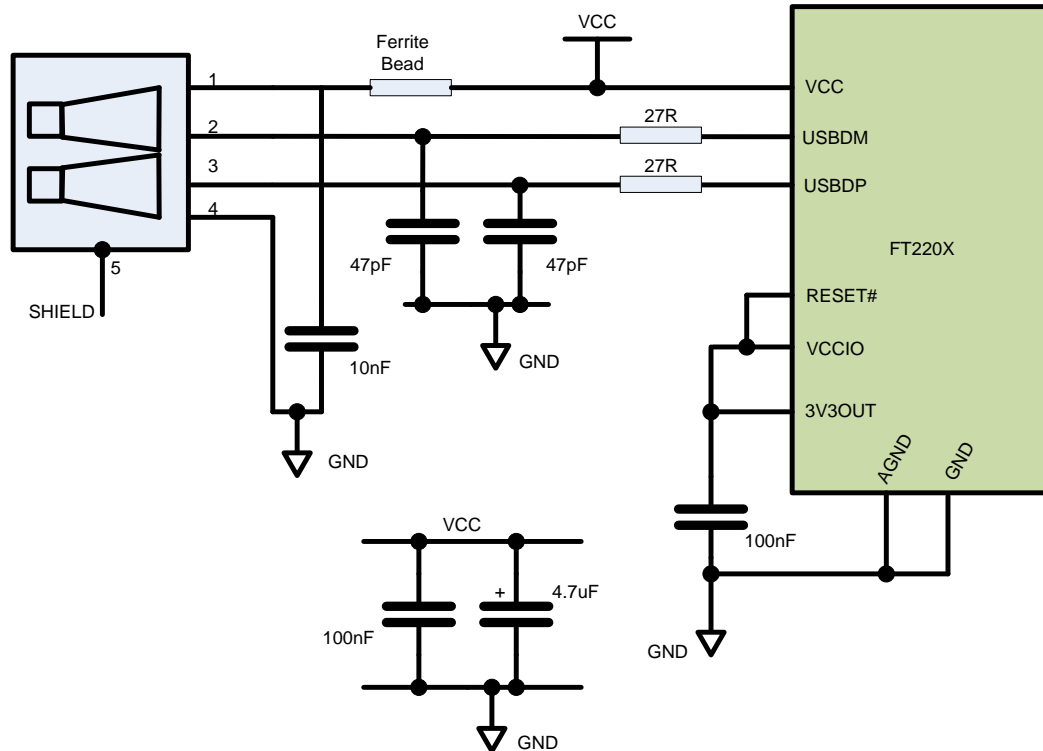 VCC
Ferrite
Bead
1
VCC
27R
2
USBDM
27R
3
USBDP
4
47pF
47pF
FT220X
5
SHIELD
RESET#
10nF
GND
VCCIO
3V3OUT
GND
AGND
GND
VCC
100nF
+
4.7uF
100nF
GND
GND